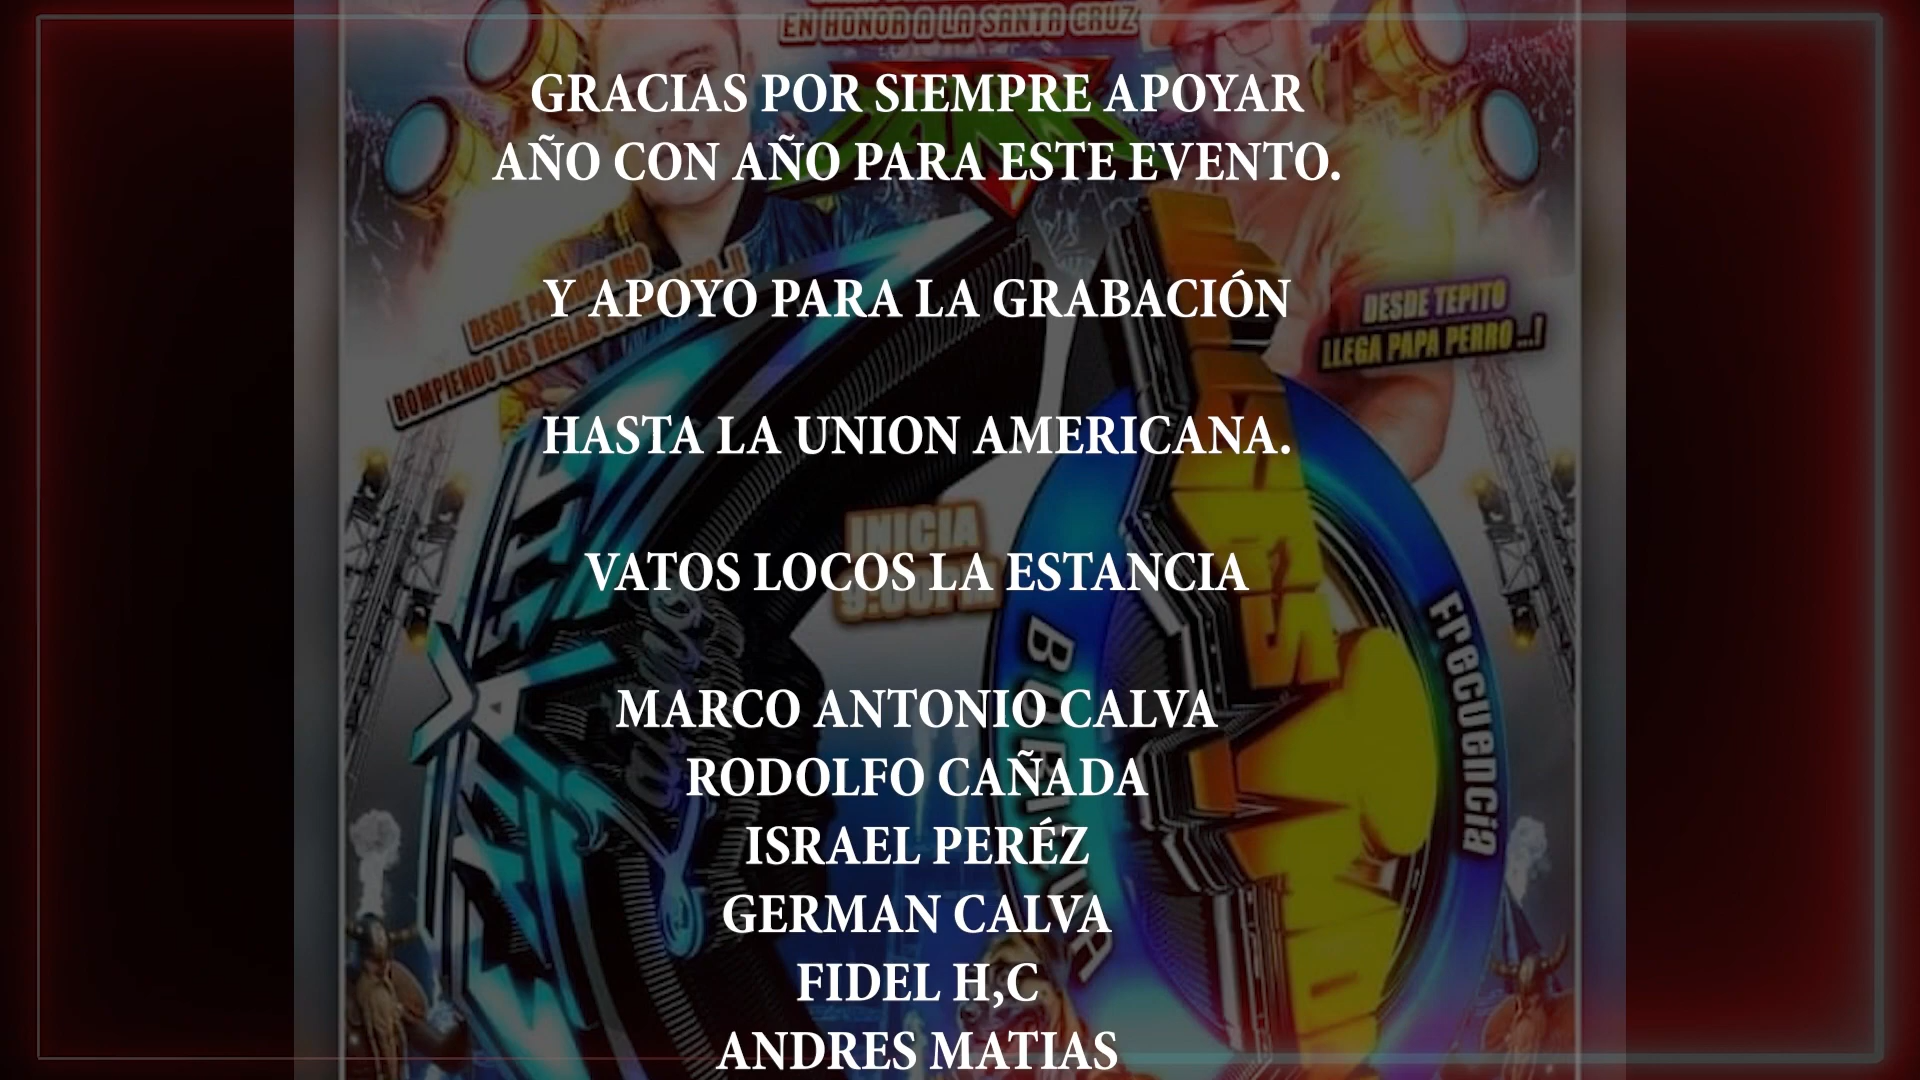 EN HONOR A LA SANTA CRUZ
GRACIAS POR SIEMPRE APOYAR
AÑO CON AÑO PARA ESTE EVENTO.
Y APOYO PARA LA GRABACIÓN
HASTA LA UNION AMERICANA.
VATOS LOCOS LA ESTANCIA
MARCO ANTONIO CALVA
RODOLFO CAÑADA
ISRAEL PERÉZ
GERMAN CALVA
FIDEL H,C
ANDRES MATIAS
DESDE
ROMPIENDO LAS REGLAS
DESDE TEPITO
LLEGA PAPA PERRO...!
INICIA
Frecuencia